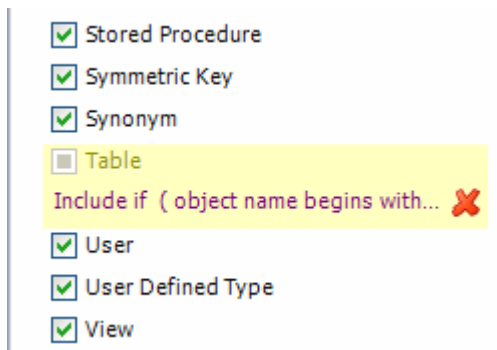 Stored Procedure
Symmetric Key
Synonym
Table
Include if ( object name begins with...
User
User Defined Type
View